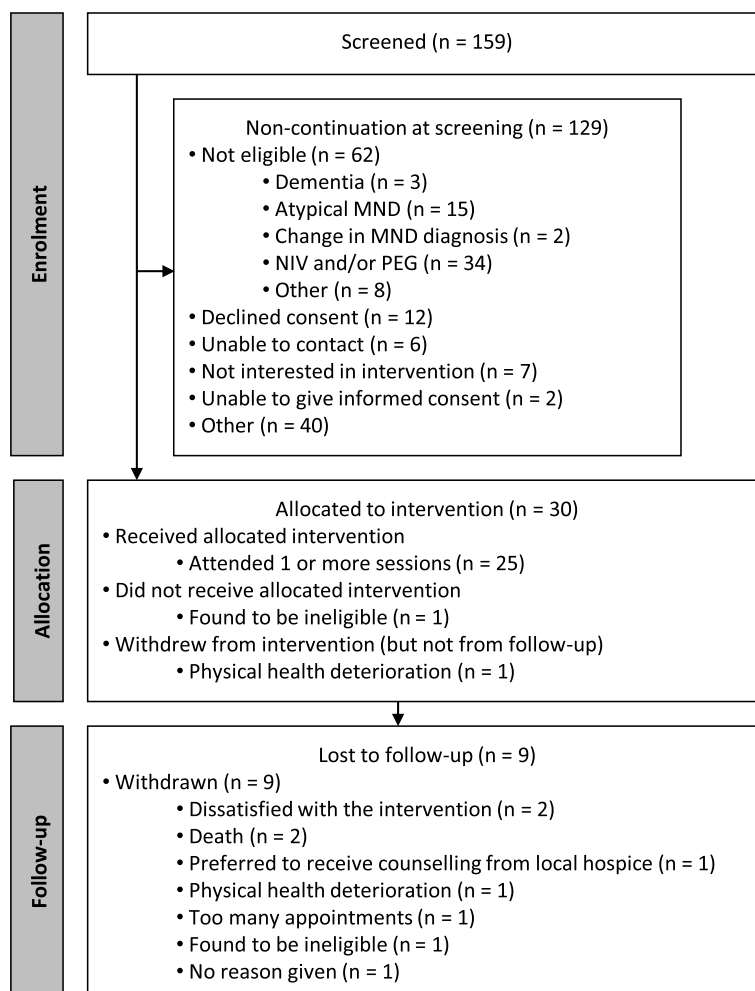 Enrolment
Screened (n = 159)
Non-continuation at screening (n = 129)
• Not eligible (n = 62)
• Dementia (n = 3)
• Atypical MND (n = 15)
• Change in MND diagnosis (n = 2)
• NIV and/or PEG (n = 34)
• Other (n = 8)
• Declined consent (n = 12)
• Unable to contact (n = 6)
• Not interested in intervention (n = 7)
• Unable to give informed consent (n = 2)
• Other (n = 40)
Allocation
Allocated to intervention (n = 30)
• Received allocated intervention
• Attended 1 or more sessions (n = 25)
• Did not receive allocated intervention
• Found to be ineligible (n = 1)
• Withdrew from intervention (but not from follow-up)
• Physical health deterioration (n = 1)
Follow-up
Lost to follow-up (n = 9)
• Withdrawn (n = 9)
• Dissatisfied with the intervention (n = 2)
• Death (n = 2)
• Preferred to receive counselling from local hospice (n = 1)
• Physical health deterioration (n = 1)
• Too many appointments (n = 1)
• Found to be ineligible (n = 1)
• No reason given (n = 1)